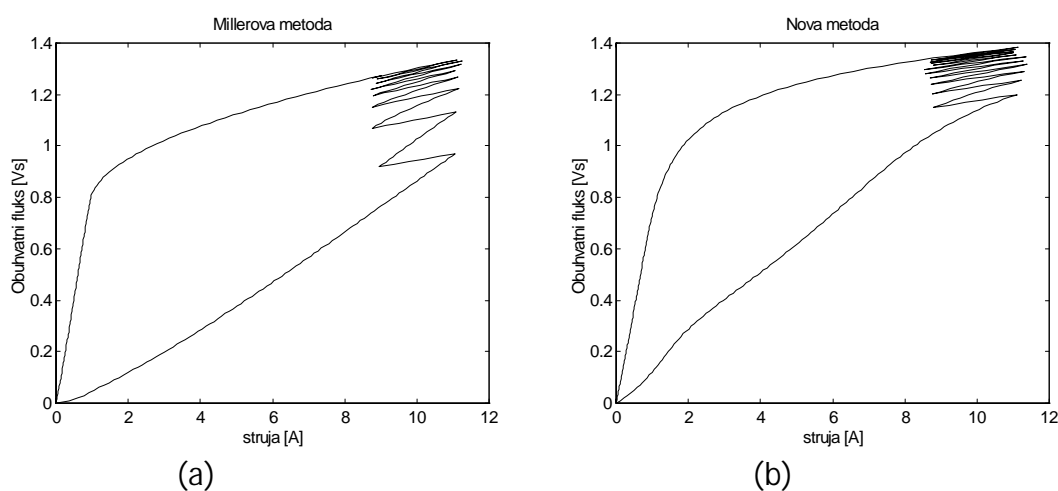 Millerova metoda
1.4
1.2
1
0.8
0.6
0.4
0.2
0
Obuhvatni fluks [Vs]
0 2 4 6 8 10 12
struja [A]
(a)
Nova metoda
1.4
1.2
1
0.8
0.6
0.4
0.2
0
Obuhvatni fluks [Vs]
0 2 4 6 8 10 12
struja [A]
(b)